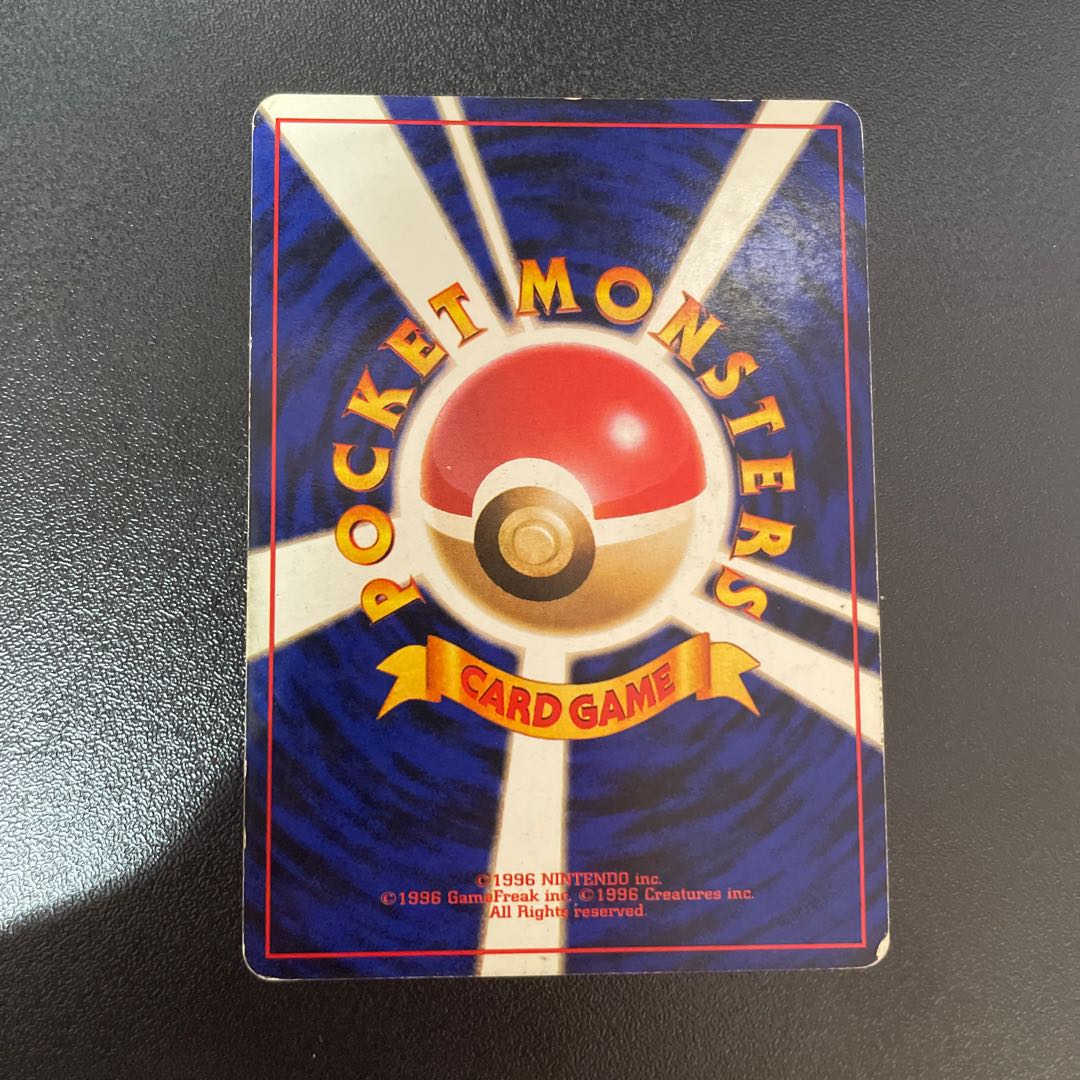 POCKET MONSTERS
CARD GAME
©1996 NINTENDO inc.
©1996 GameFreak inc. ©1996 Creatures inc.
All Rights reserved.